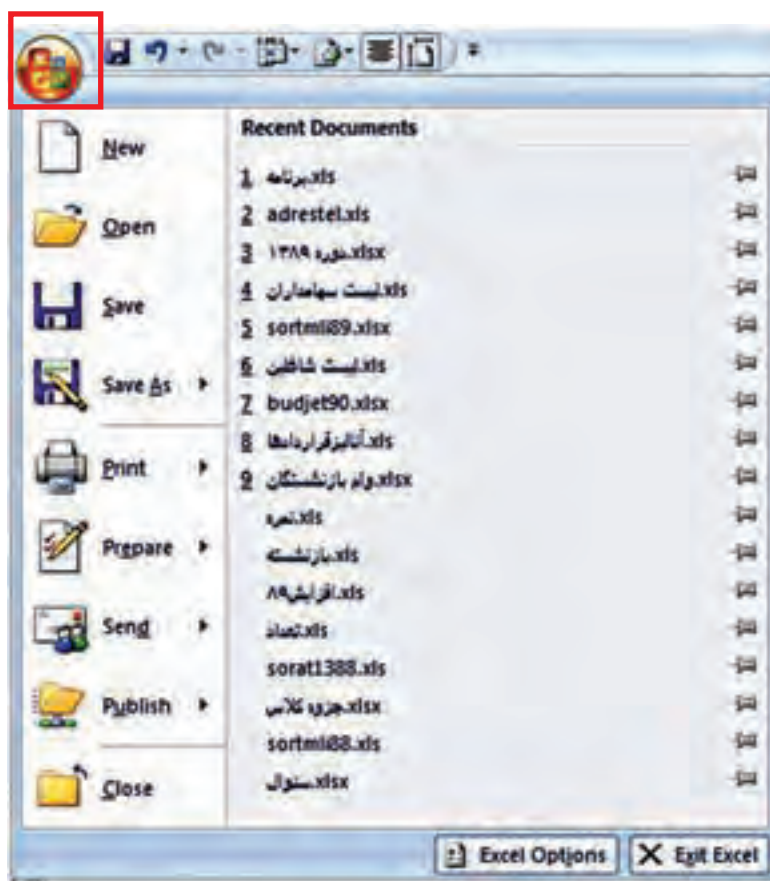 New
Open
Save
Save As
Print
Prepare
Send
Publish
Close
Recent Documents
1 برنامه.xls
2 adrestel.xls
3 دوره ۱۳۸۹.xlsx
4 لیست سهامداران.xls
5 sortmli89.xlsx
6 لیست شاغلین.xls
7 budjet90.xlsx
8 آنالیزقراردادها.xls
9 وام بازنشستگان.xlsx
نمره.xls
بازنشسته.xls
افزایش۸۹.xls
تعداد.xls
sorat1388.xls
جزوه کلاس.xlsx
sortmli88.xls
سئوال.xlsx
Excel Options
Exit Excel